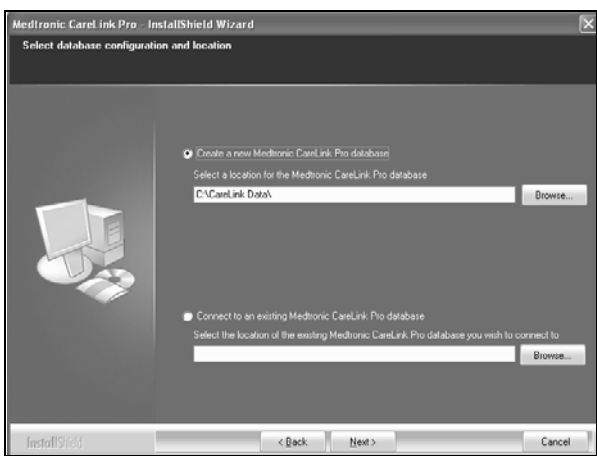 Medtronic CareLink Pro - InstallShield Wizard
Select database configuration and location
Create a new Medtronic CareLink Pro database
Select a location for the Medtronic CareLink Pro database
C:\CareLink Data\
Browse...
Connect to an existing Medtronic CareLink Pro database
Select the location of the existing Medtronic CareLink Pro database you wish to connect to
Browse...
InstallShield
< Back
Next >
Cancel